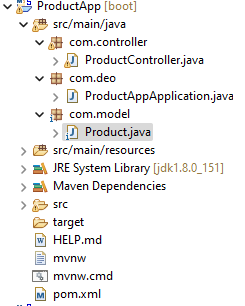 ProductApp [boot]
src/main/java
com.controller
ProductController.java
com.deo
ProductAppApplication.java
com.model
Product.java
src/main/resources
JRE System Library [jdk1.8.0_151]
Maven Dependencies
src
target
HELP.md
mvnw
mvnw.cmd
pom.xml